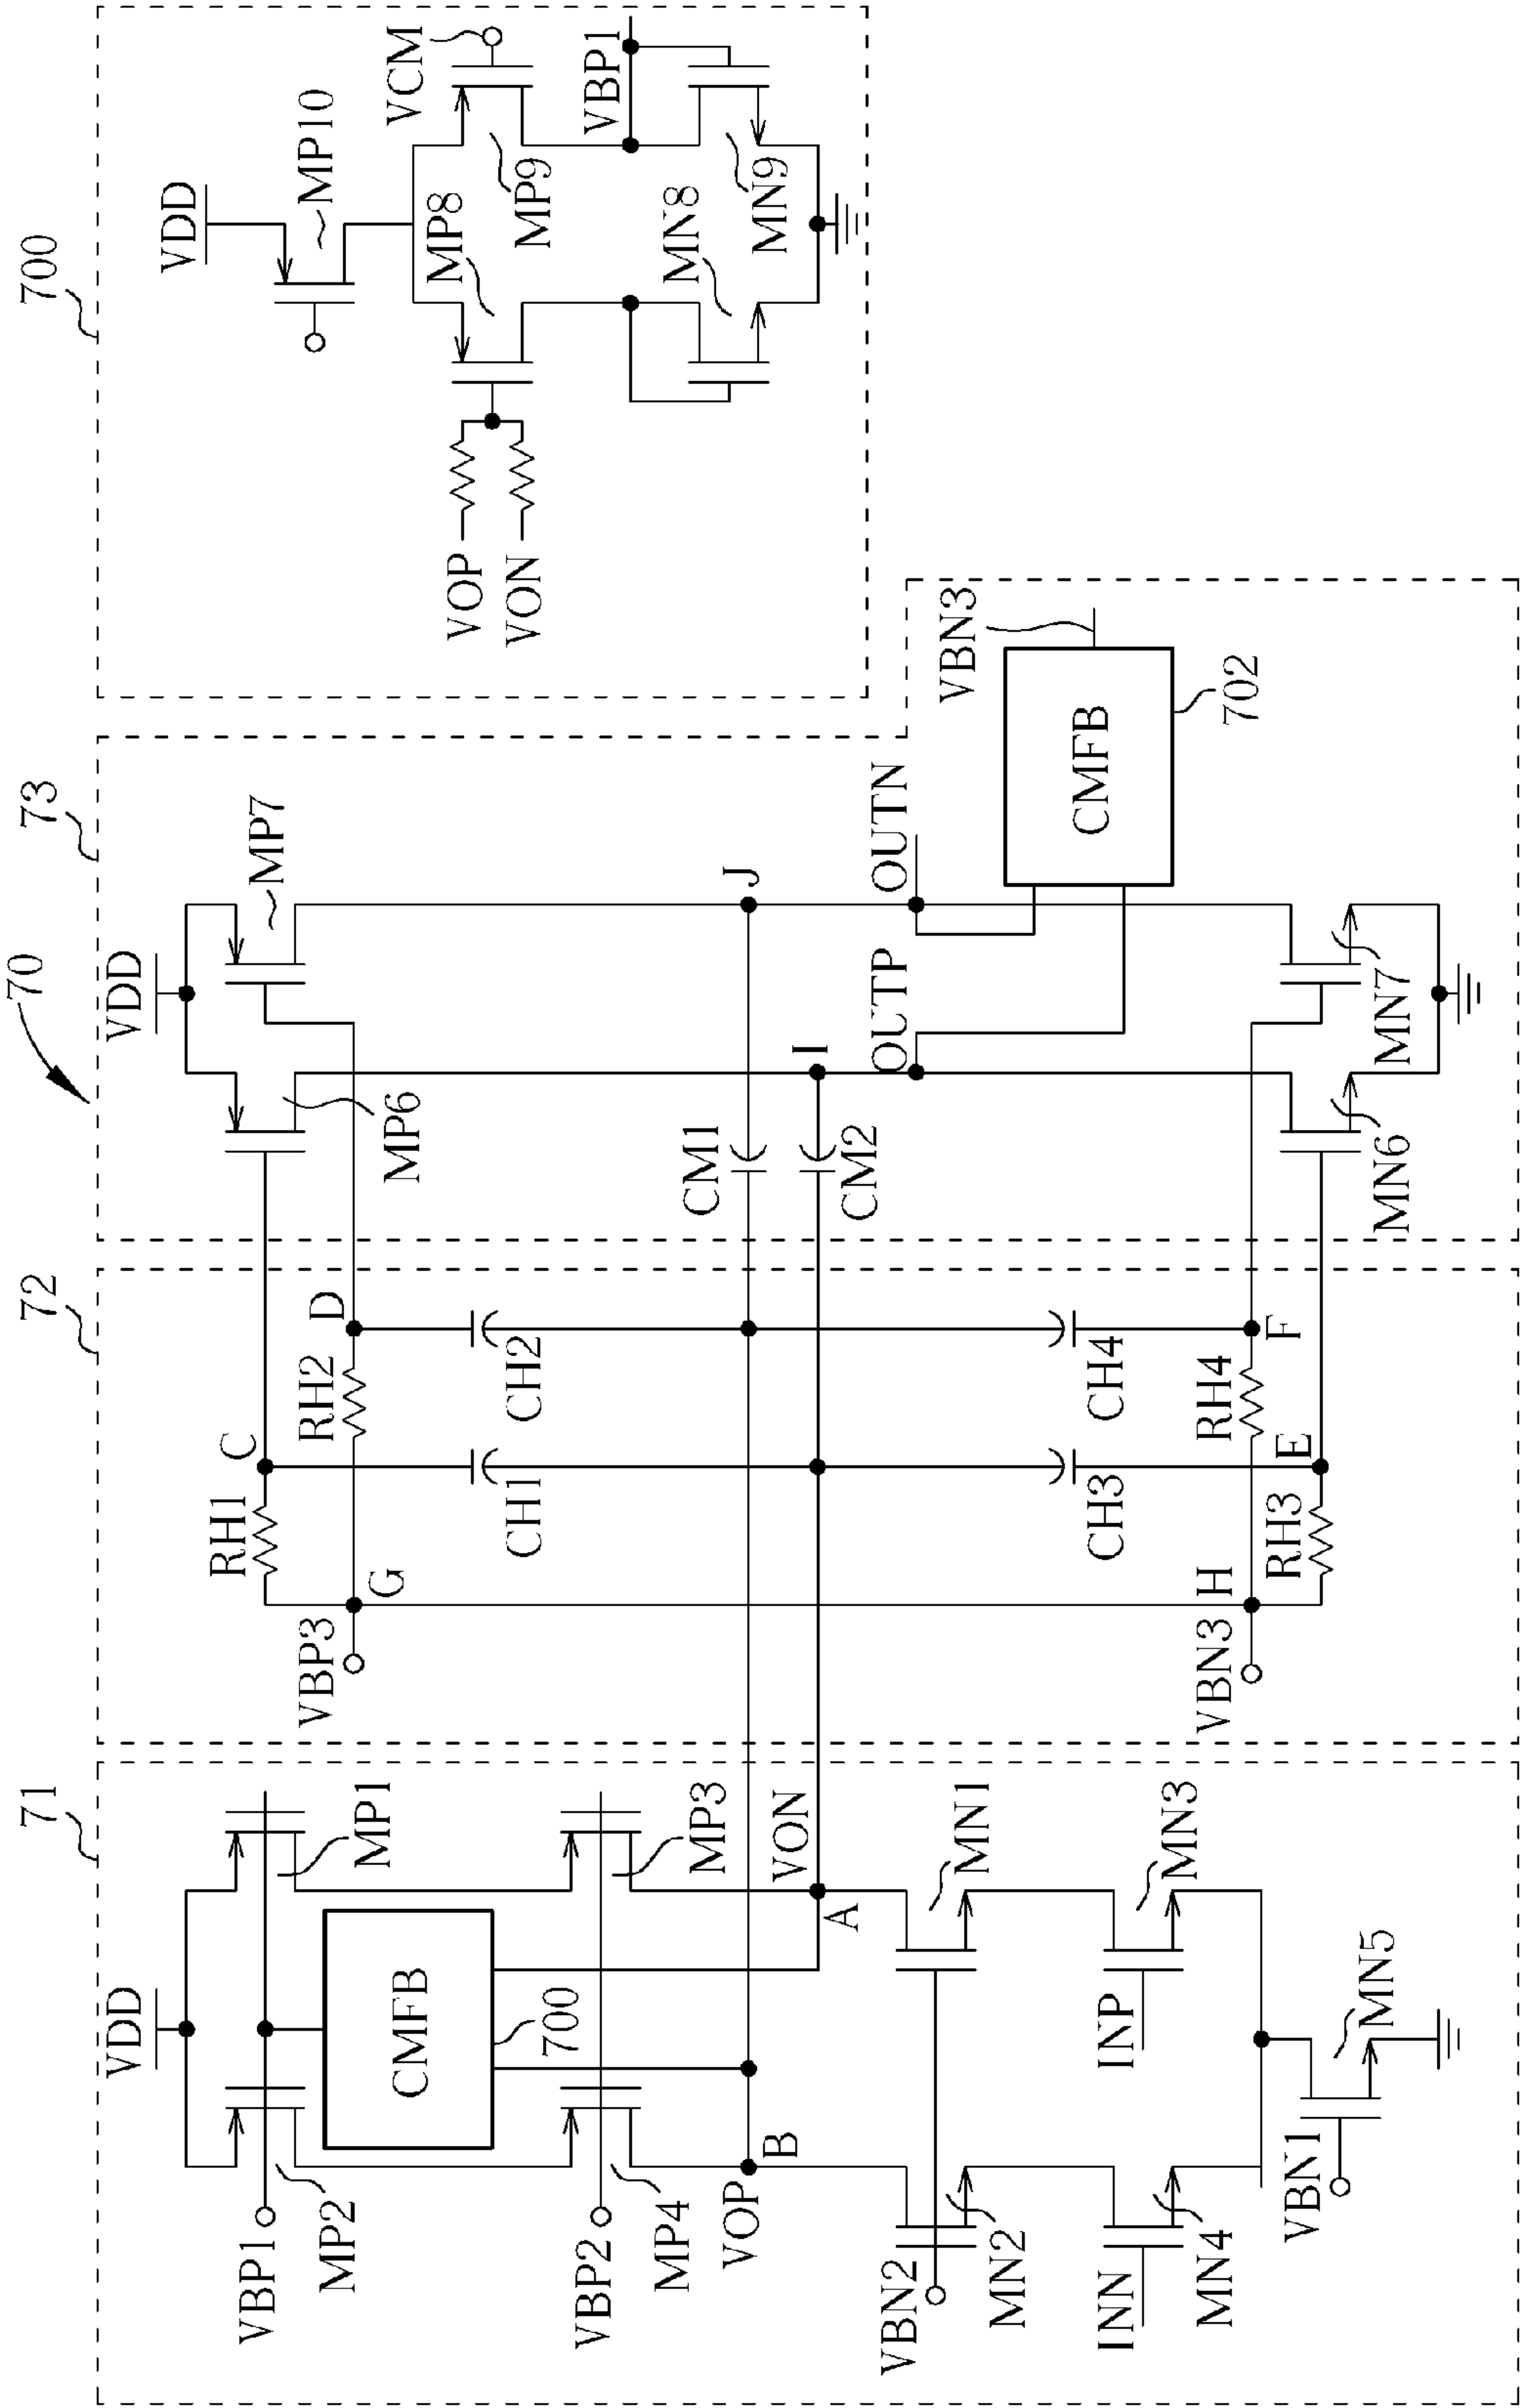 70
71
VDD
VBP1
MP2
MP1
CMFB
700
VBP2
MP4
MP3
VOP
B
VON
A
VBN2
MN2
MN1
INN
MN4
INP
MN3
VBN1
MN5
72
RH1
C
VBP3
G
RH2
D
CH1
CH2
CH3
CH4
VBN3
H
RH4
F
RH3
E
73
VDD
MP6
MP7
CM1
J
CM2
I
OUTP
OUTN
CMFB
702
VBN3
MN6
MN7
700
VDD
MP10
VOP
VON
MP8
MP9
VCM
VBP1
MN8
MN9